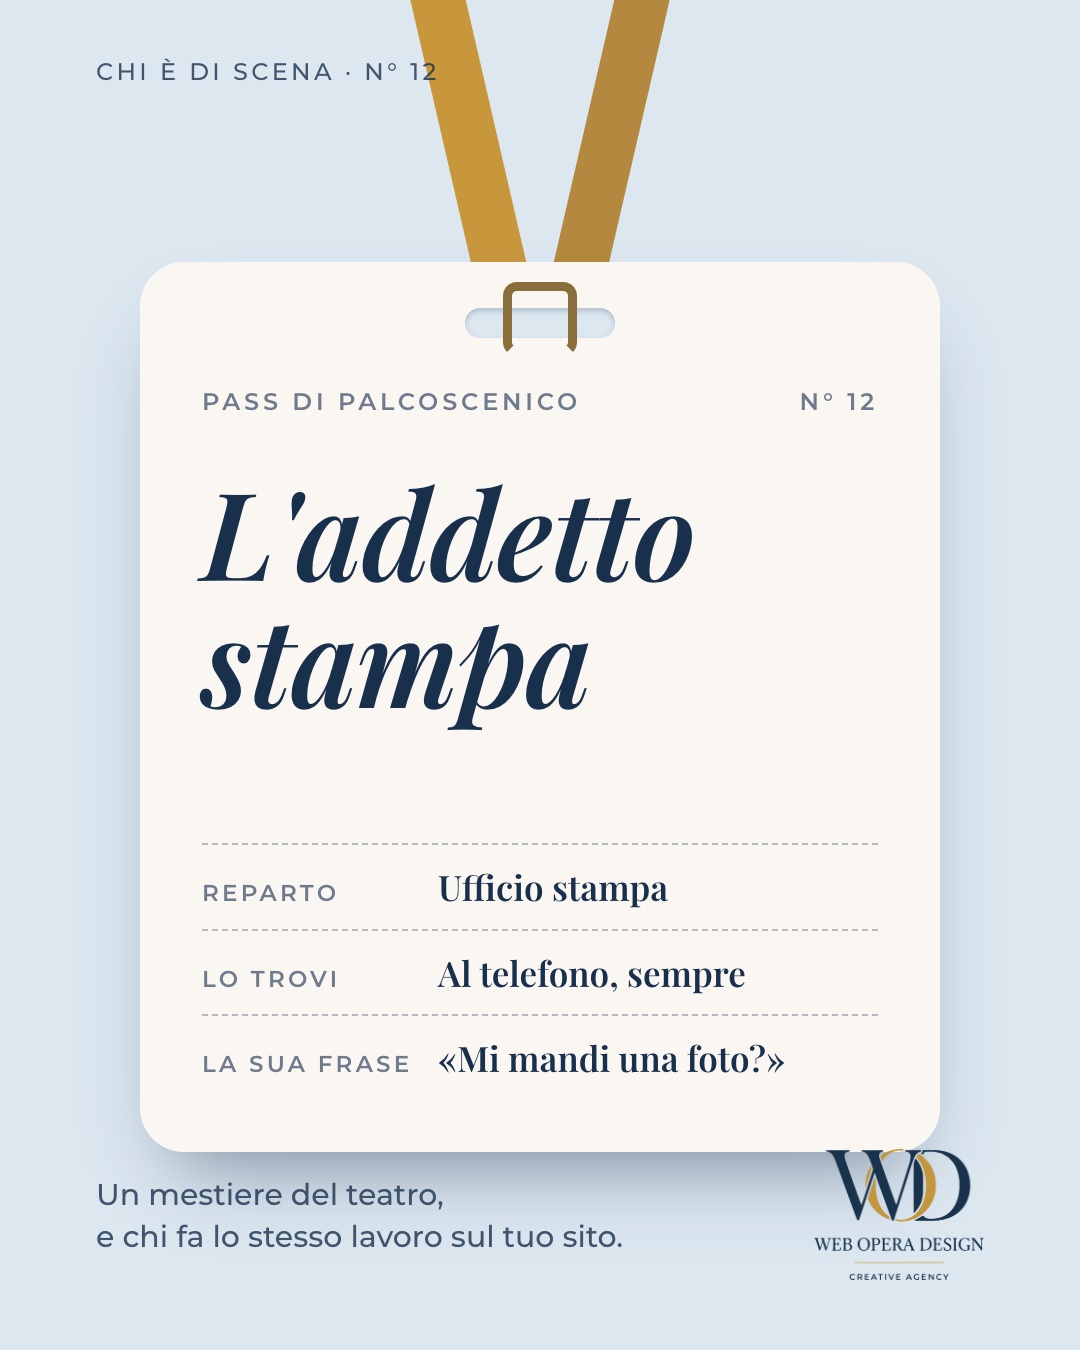 CHI È DI SCENA · N° 12
PASS DI PALCOSCENICO
N° 12
L'addetto
stampa
REPARTO Ufficio stampa
LO TROVI Al telefono, sempre
LA SUA FRASE «Mi mandi una foto?»
Un mestiere del teatro,
e chi fa lo stesso lavoro sul tuo sito.
WOD
WEB OPERA DESIGN
CREATIVE AGENCY